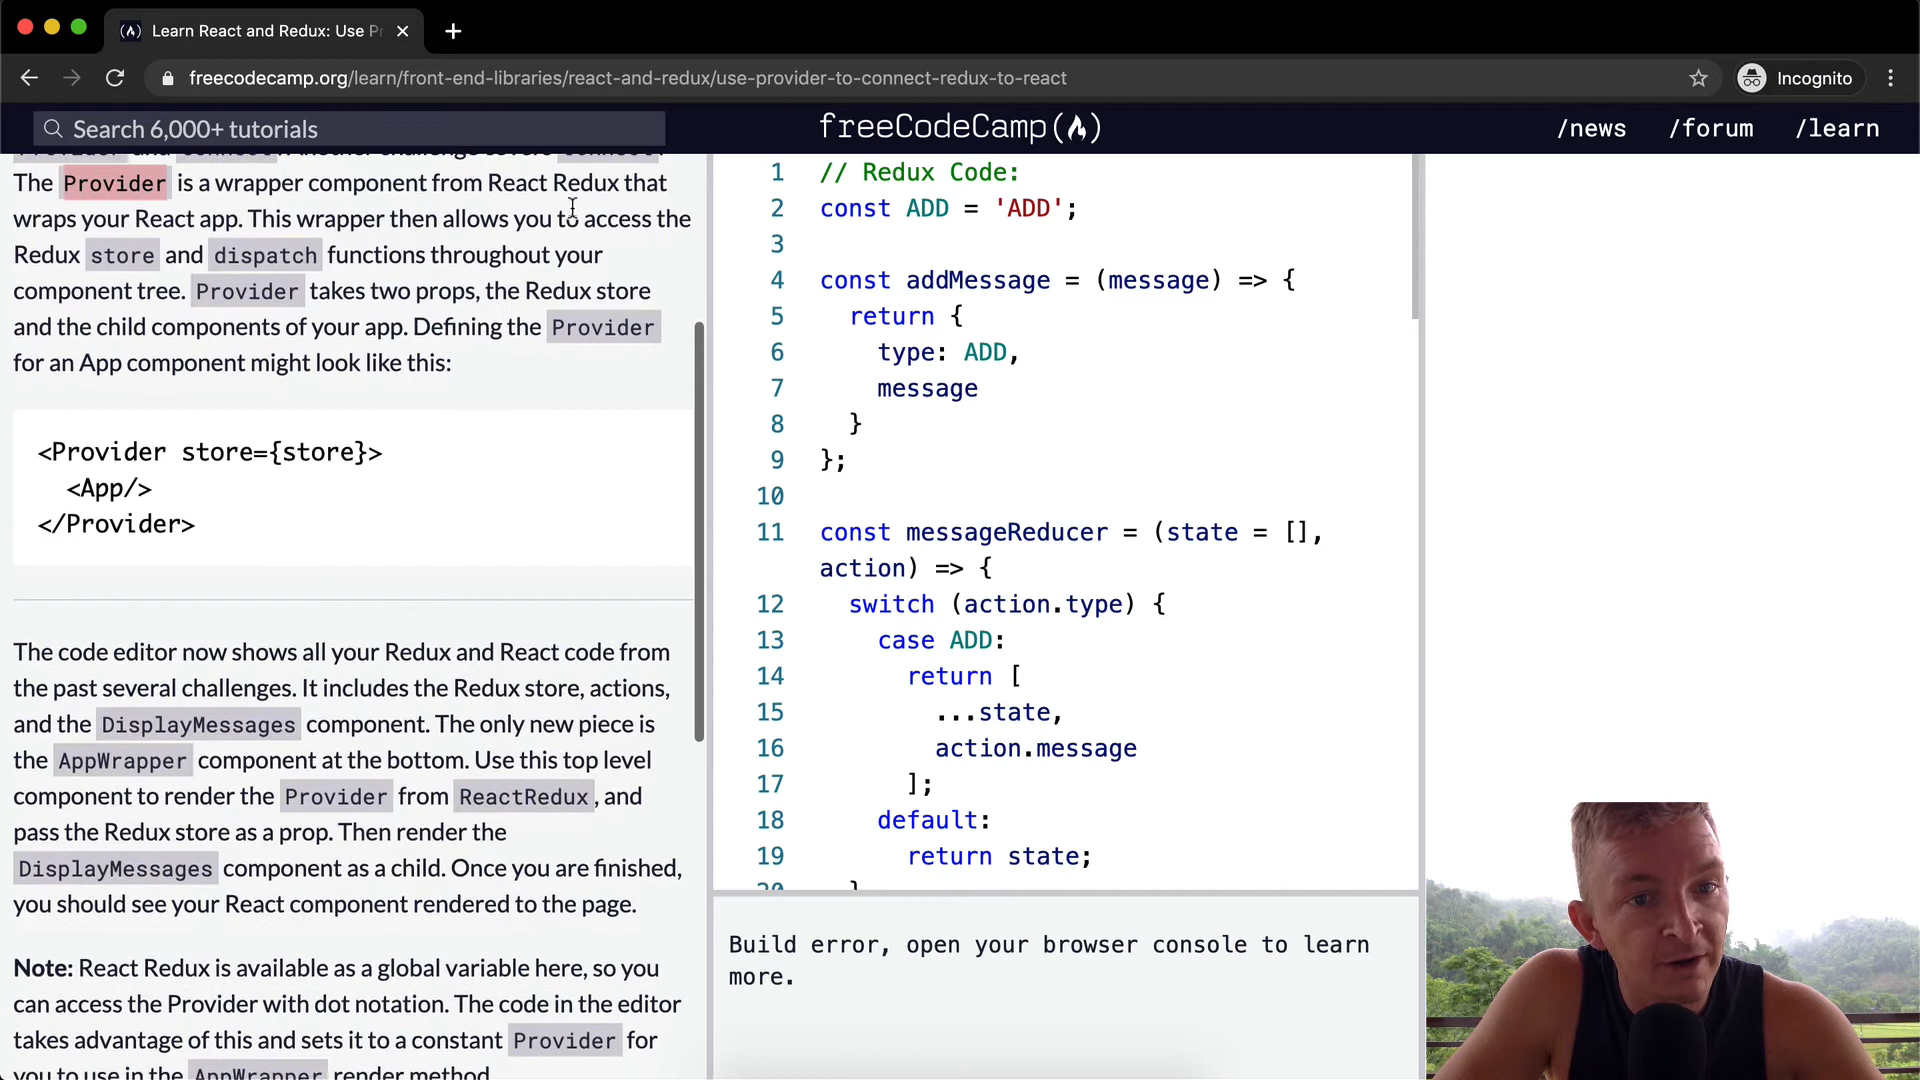 Learn React and Redux: Use Pr
freecodecamp.org/learn/front-end-libraries/react-and-redux/use-provider-to-connect-redux-to-react
Incognito
Search 6,000+ tutorials
freeCodeCamp(🔥)
/news /forum /learn
The Provider is a wrapper component from React Redux that
wraps your React app. This wrapper then allows you to access the
Redux store and dispatch functions throughout your
component tree. Provider takes two props, the Redux store
and the child components of your app. Defining the Provider
for an App component might look like this:
<Provider store={store}>
<App/>
</Provider>
The code editor now shows all your Redux and React code from
the past several challenges. It includes the Redux store, actions,
and the DisplayMessages component. The only new piece is
the AppWrapper component at the bottom. Use this top level
component to render the Provider from ReactRedux, and
pass the Redux store as a prop. Then render the
DisplayMessages component as a child. Once you are finished,
you should see your React component rendered to the page.
Note: React Redux is available as a global variable here, so you
can access the Provider with dot notation. The code in the editor
takes advantage of this and sets it to a constant Provider for
you to use in the AppWrapper render method.
1 // Redux Code:
2 const ADD = 'ADD';
3
4 const addMessage = (message) => {
5 return {
6 type: ADD,
7 message
8 }
9 };
10
11 const messageReducer = (state = [],
action) => {
12 switch (action.type) {
13 case ADD:
14 return [
15 ...state,
16 action.message
17 ];
18 default:
19 return state;
20 }
Build error, open your browser console to learn
more.